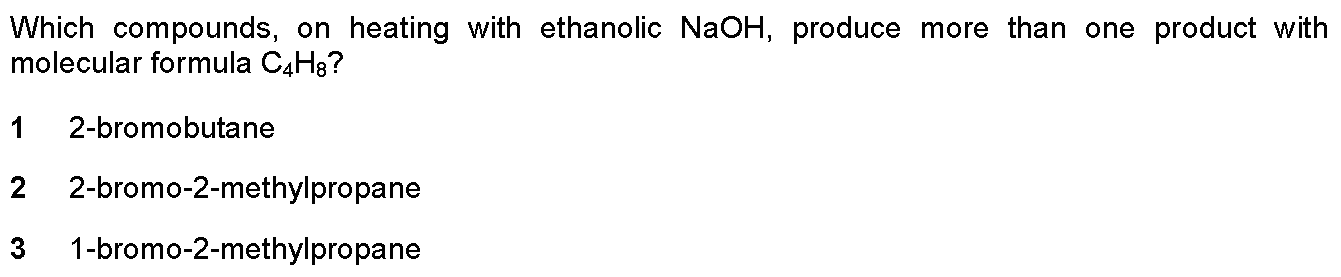 Which compounds, on heating with ethanolic NaOH, produce more than one product with
molecular formula C₄H₈?
1 2-bromobutane
2 2-bromo-2-methylpropane
3 1-bromo-2-methylpropane